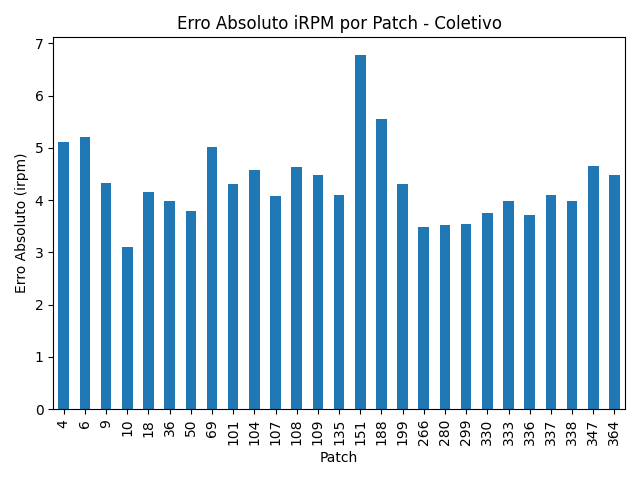 Erro Absoluto iRPM por Patch - Coletivo
Erro Absoluto (irpm)
7
6
5
4
3
2
1
0
4 6 9 10 18 36 50 69 101 104 107 108 109 135 151 188 199 266 280 299 330 333 336 337 338 347 364
Patch